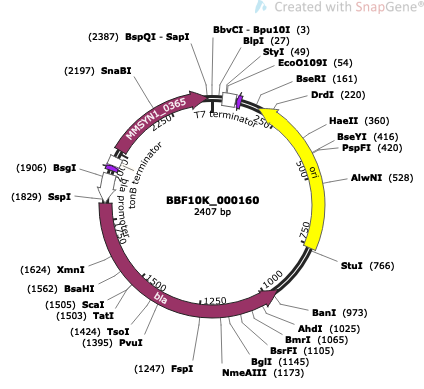 Created with SnapGene®
(2387) BspQI - SapI
BbvCI - Bpu10I (3)
BlpI (27)
StyI (49)
EcoO109I (54)
(2197) SnaBI
BseRI (161)
DrdI (220)
HaeII (360)
BseYI (416)
PspFI (420)
AlwNI (528)
(1906) BsgI
(1829) SspI
StuI (766)
(1624) XmnI
(1562) BsaHI
(1505) ScaI
(1503) TatI
(1424) TsoI
(1395) PvuI
(1247) FspI
BanI (973)
AhdI (1025)
BmrI (1065)
BsrFI (1105)
BglI (1145)
NmeAIII (1173)
BBF10K_000160
2407 bp
MMSYN1_0365
T7 terminator
tonB terminator
bla promoter
ori
bla
250
500
750
1000
1250
1500
2250